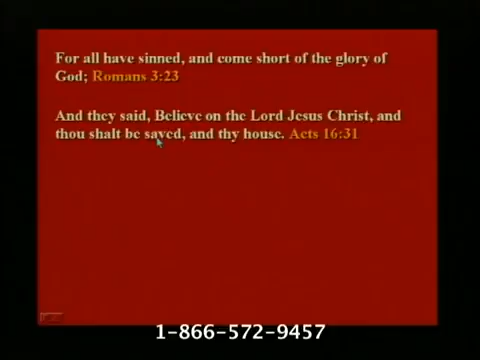 For all have sinned, and come short of the glory of
God; Romans 3:23
And they said, Believe on the Lord Jesus Christ, and
thou shalt be saved, and thy house. Acts 16:31
1-866-572-9457